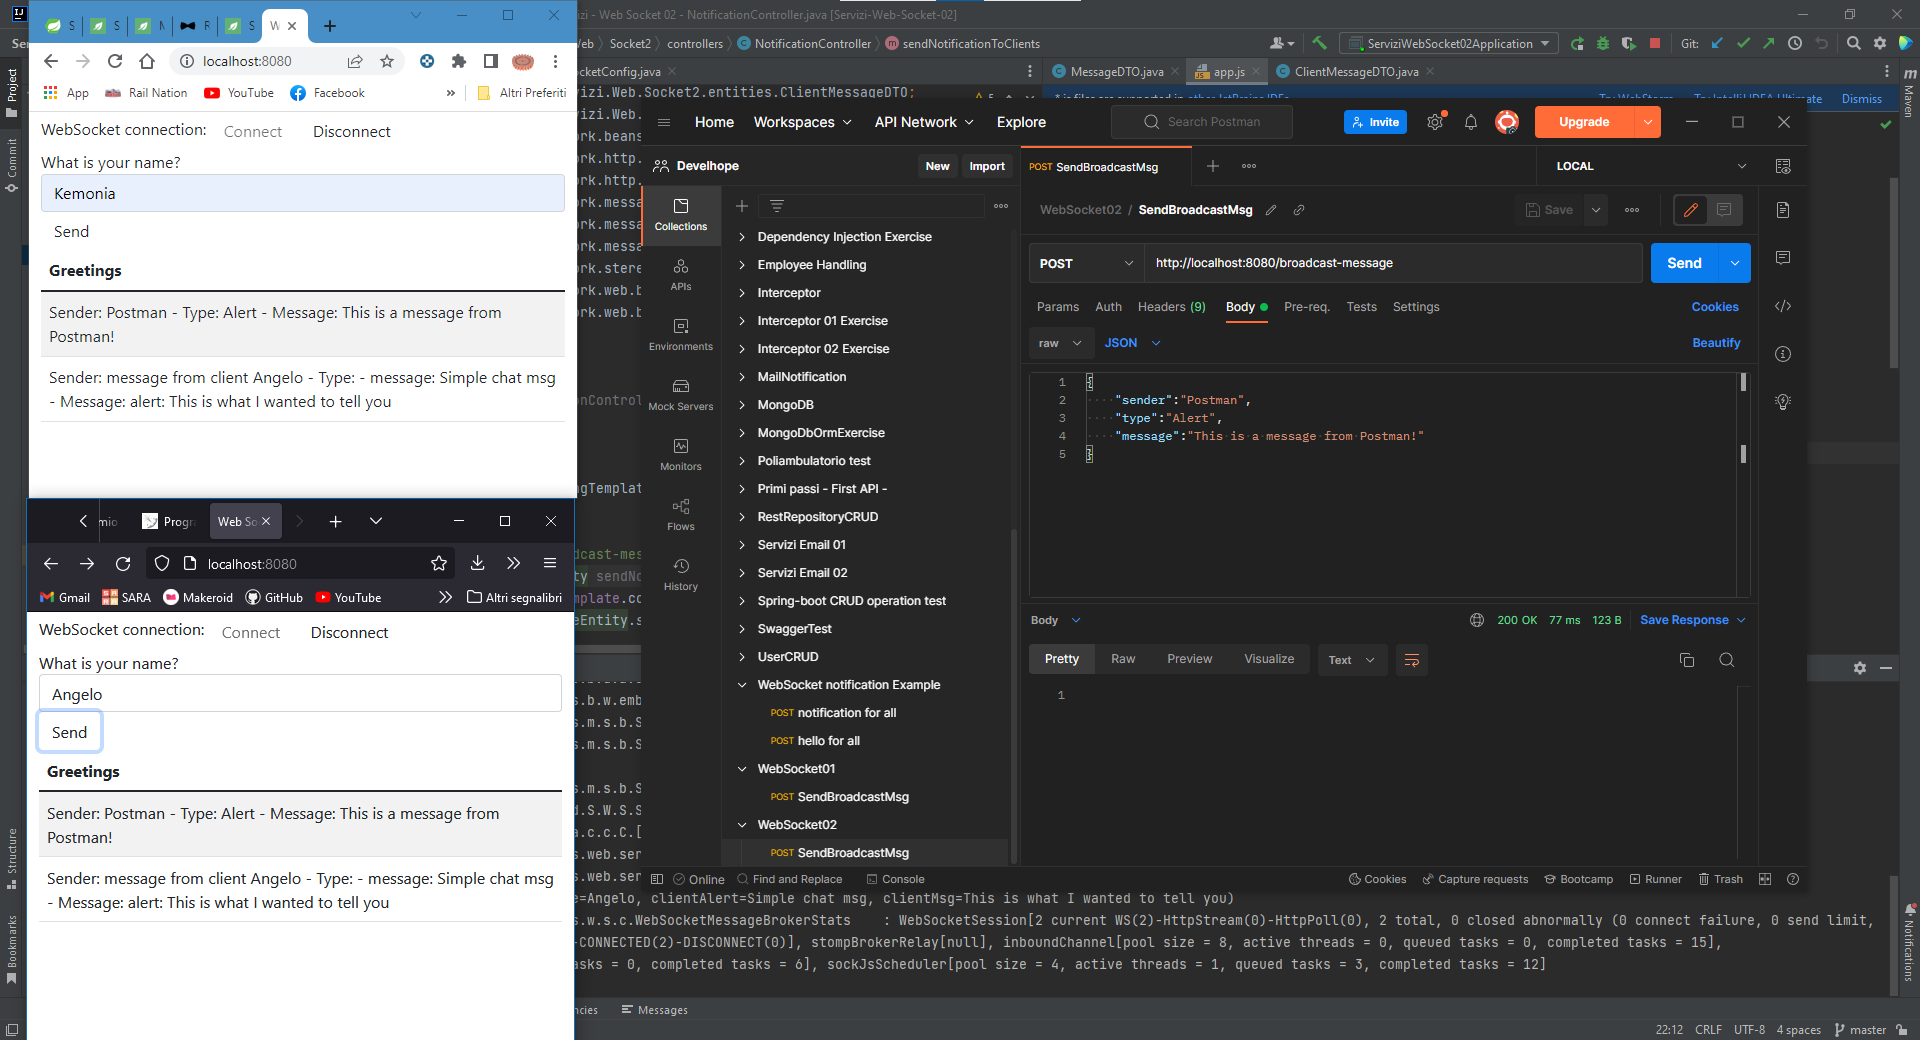 Servizi - Web Socket 02 - NotificationController.java [Servizi-Web-Socket-02]
Web Socket2 controllers NotificationController sendNotificationToClients
ServiziWebSocket02Application
Git:
MessageDTO.java
app.js
ClientMessageDTO.java
Dismiss
Project
Commit
Structure
Bookmarks
Maven
Notifications
localhost:8080
App
Rail Nation
YouTube
Facebook
»
Altri Preferiti
WebSocket connection: Connect Disconnect
What is your name?
Kemonia
Send
Greetings
Sender: Postman - Type: Alert - Message: This is a message from
Postman!
Sender: message from client Angelo - Type: - message: Simple chat msg
- Message: alert: This is what I wanted to tell you
Web So
localhost:8080
Gmail
SARA
Makeroid
GitHub
YouTube
Altri segnalibri
WebSocket connection: Connect Disconnect
What is your name?
Angelo
Send
Greetings
Sender: Postman - Type: Alert - Message: This is a message from
Postman!
Sender: message from client Angelo - Type: - message: Simple chat msg
- Message: alert: This is what I wanted to tell you
Home Workspaces API Network Explore
Search Postman
Invite
Upgrade
Develhope
New
Import
Collections
APIs
Environments
Mock Servers
Monitors
Flows
History
Dependency Injection Exercise
Employee Handling
Interceptor
Interceptor 01 Exercise
Interceptor 02 Exercise
MailNotification
MongoDB
MongoDbOrmExercise
Poliambulatorio test
Primi passi - First API -
RestRepositoryCRUD
Servizi Email 01
Servizi Email 02
Spring-boot CRUD operation test
SwaggerTest
UserCRUD
WebSocket notification Example
POST notification for all
POST hello for all
WebSocket01
POST SendBroadcastMsg
WebSocket02
POST SendBroadcastMsg
POST SendBroadcastMsg
LOCAL
WebSocket02 / SendBroadcastMsg
Save
POST
http://localhost:8080/broadcast-message
Send
Params Auth Headers (9) Body Pre-req. Tests Settings
Cookies
raw
JSON
Beautify
1 {
2 "sender":"Postman",
3 "type":"Alert",
4 "message":"This is a message from Postman!"
5 }
Body
200 OK 77 ms 123 B
Save Response
Pretty Raw Preview Visualize
Text
1
Online
Find and Replace
Console
Cookies
Capture requests
Bootcamp
Runner
Trash
e=Angelo, clientAlert=Simple chat msg, clientMsg=This is what I wanted to tell you)
s.w.s.c.WebSocketMessageBrokerStats : WebSocketSession[2 current WS(2)-HttpStream(0)-HttpPoll(0), 2 total, 0 closed abnormally (0 connect failure, 0 send limit,
-CONNECTED(2)-DISCONNECT(0)], stompBrokerRelay[null], inboundChannel[pool size = 8, active threads = 0, queued tasks = 0, completed tasks = 15],
asks = 0, completed tasks = 6], sockJsScheduler[pool size = 4, active threads = 1, queued tasks = 3, completed tasks = 12]
Messages
22:12 CRLF UTF-8 4 spaces master